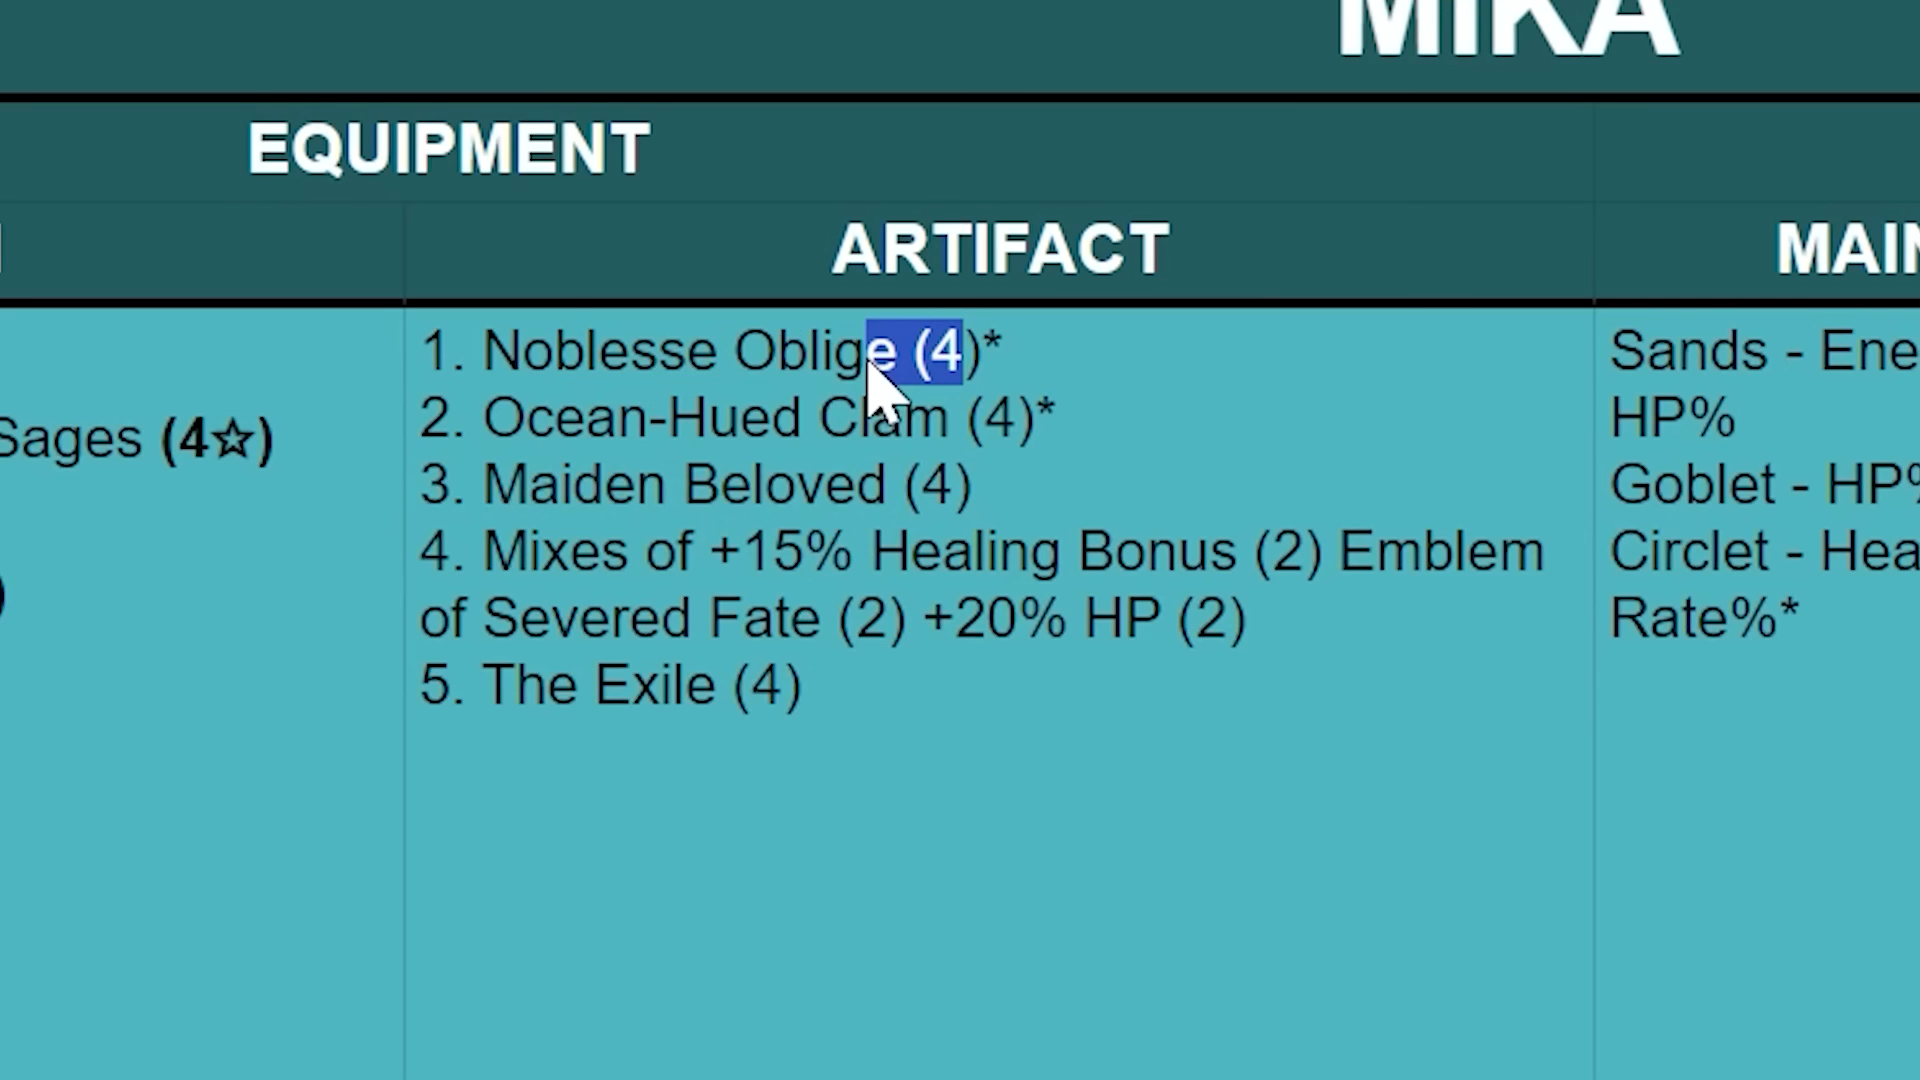 MIKA
EQUIPMENT
ARTIFACT
MAIN
Sages (4☆)
1. Noblesse Oblige (4)*
2. Ocean-Hued Clam (4)*
3. Maiden Beloved (4)
4. Mixes of +15% Healing Bonus (2) Emblem
of Severed Fate (2) +20% HP (2)
5. The Exile (4)
Sands - Ene
HP%
Goblet - HP%
Circlet - Hea
Rate%*